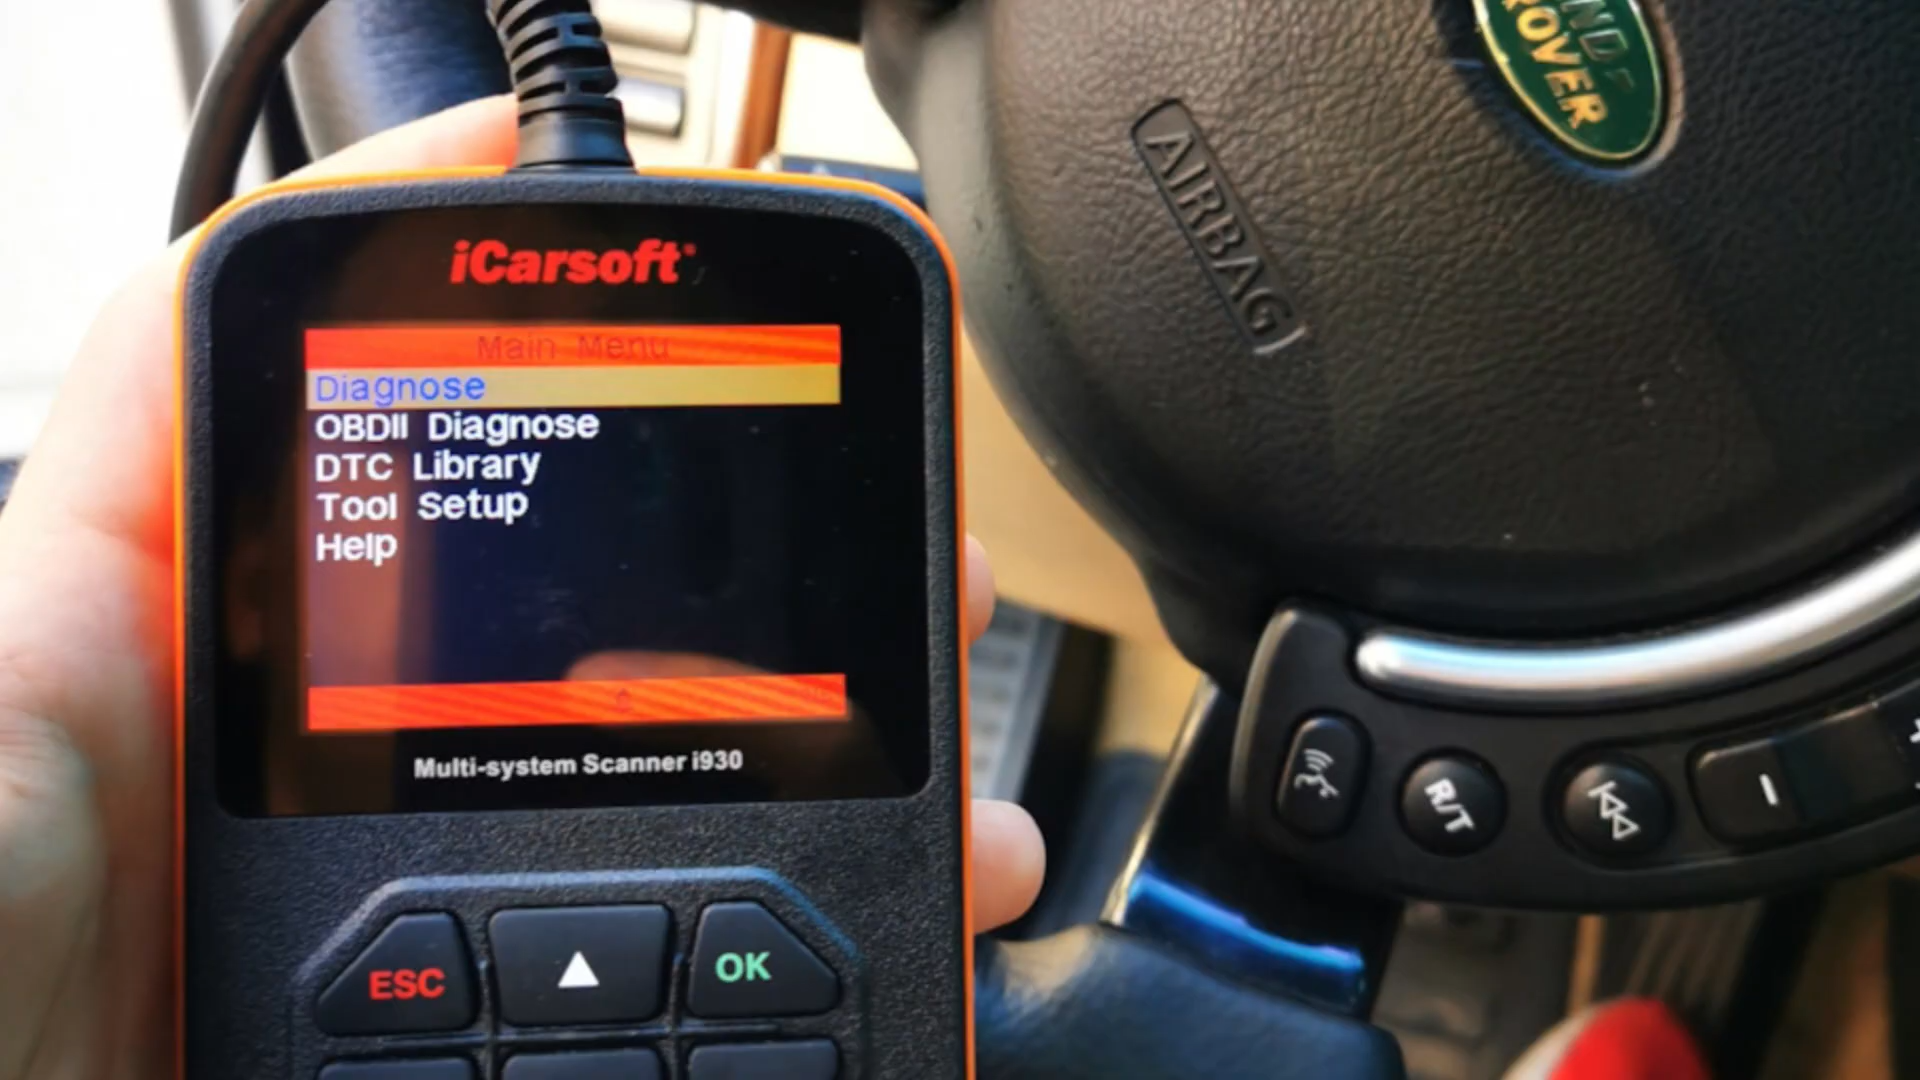 iCarsoft®
Main Menu
Diagnose
OBDII Diagnose
DTC Library
Tool Setup
Help
Multi-system Scanner i930
ESC
OK
ROVER
AIRBAG
R/T